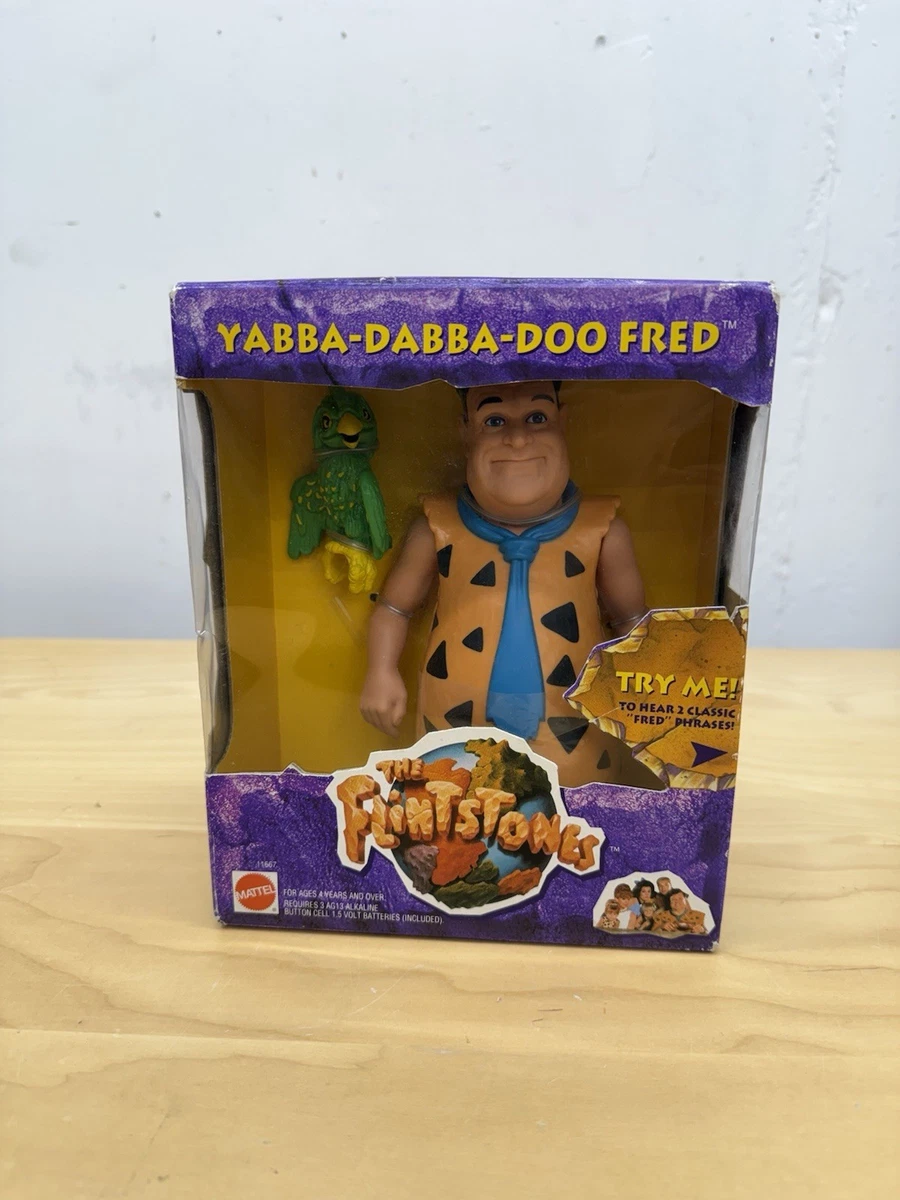 YABBA-DABBA-DOO FRED™
TRY ME!
TO HEAR 2 CLASSIC
"FRED" PHRASES!
THE
FLINTSTONES™
11667
MATTEL
FOR AGES 4 YEARS AND OVER.
REQUIRES 3 AG13 ALKALINE
BUTTON CELL 1.5 VOLT BATTERIES (INCLUDED).